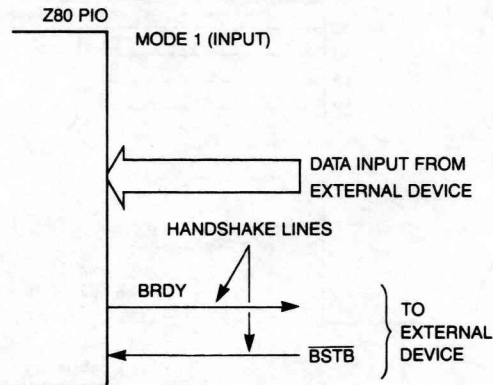 Z80 PIO
MODE 1 (INPUT)
DATA INPUT FROM
EXTERNAL DEVICE
HANDSHAKE LINES
BRDY
TO
EXTERNAL
DEVICE
BSTB